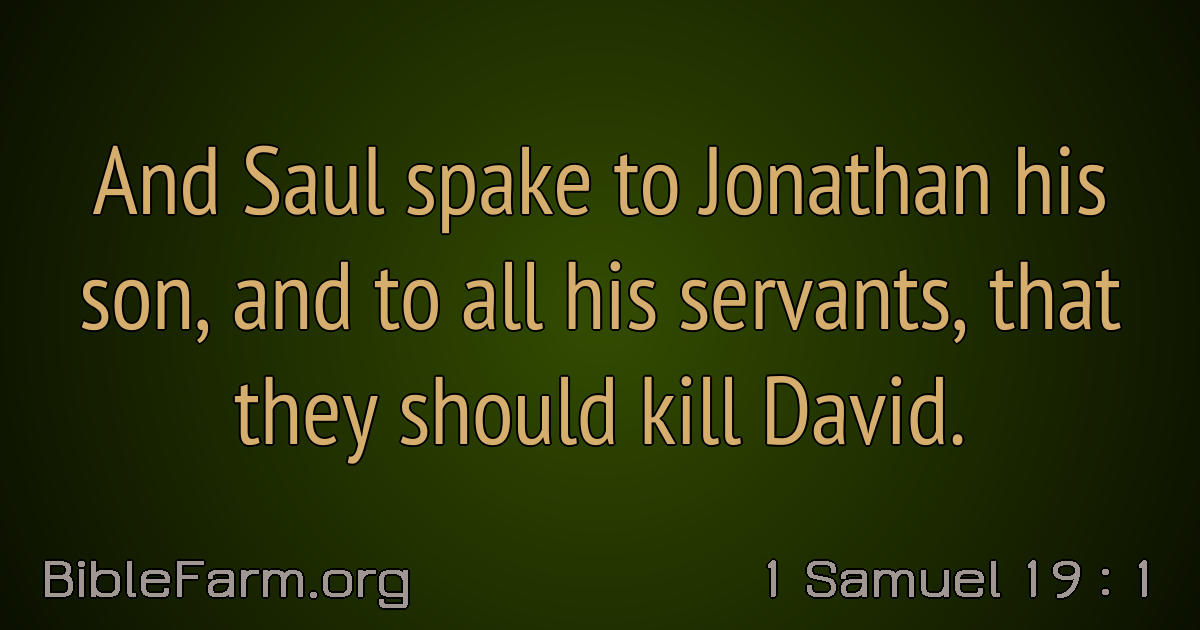 And Saul spake to Jonathan his
son, and to all his servants, that
they should kill David.
BibleFarm.org
1 Samuel 19 : 1